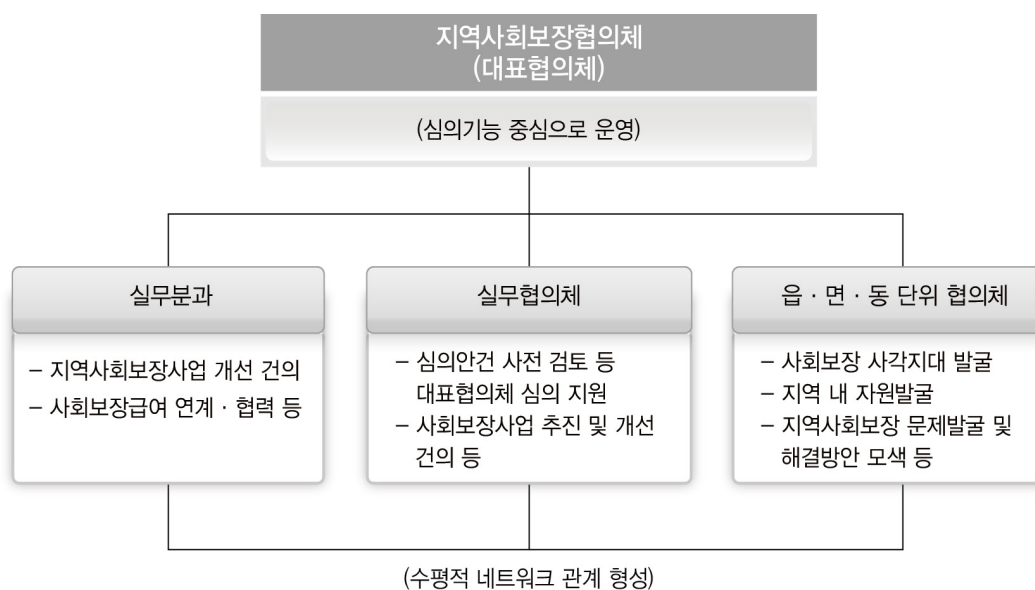 지역사회보장협의체
(대표협의체)
(심의기능 중심으로 운영)
실무분과
– 지역사회보장사업 개선 건의
– 사회보장급여 연계 · 협력 등
실무협의체
– 심의안건 사전 검토 등
대표협의체 심의 지원
– 사회보장사업 추진 및 개선
건의 등
읍 · 면 · 동 단위 협의체
– 사회보장 사각지대 발굴
– 지역 내 자원발굴
– 지역사회보장 문제발굴 및
해결방안 모색 등
(수평적 네트워크 관계 형성)